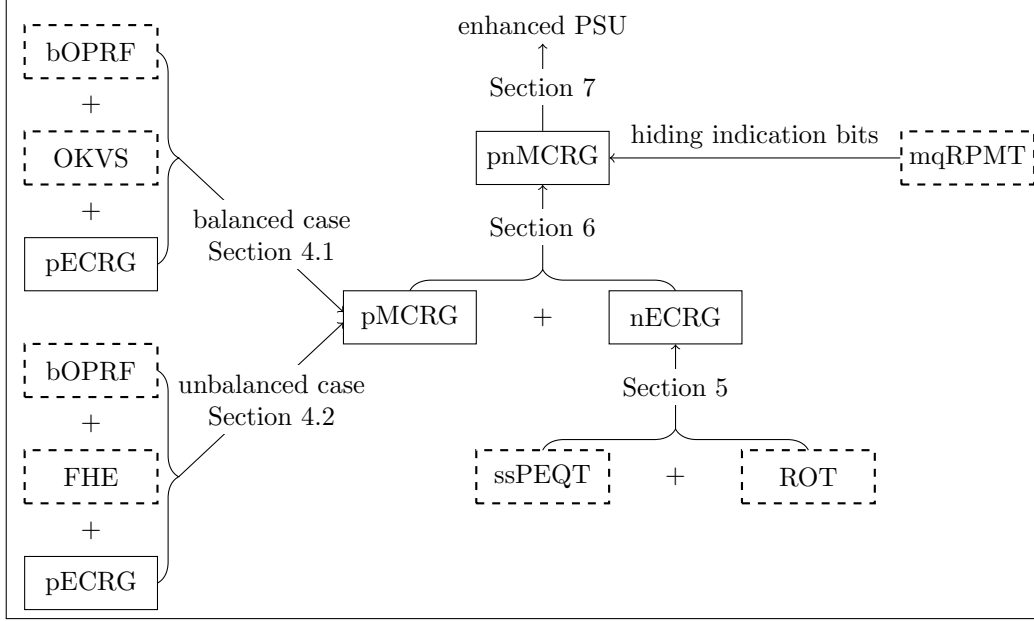 bOPRF
+
OKVS
+
pECRG
balanced case
Section 4.1
bOPRF
+
FHE
+
pECRG
unbalanced case
Section 4.2
enhanced PSU
Section 7
pnMCRG
hiding indication bits
mqRPMT
Section 6
pMCRG
+
nECRG
Section 5
ssPEQT
+
ROT